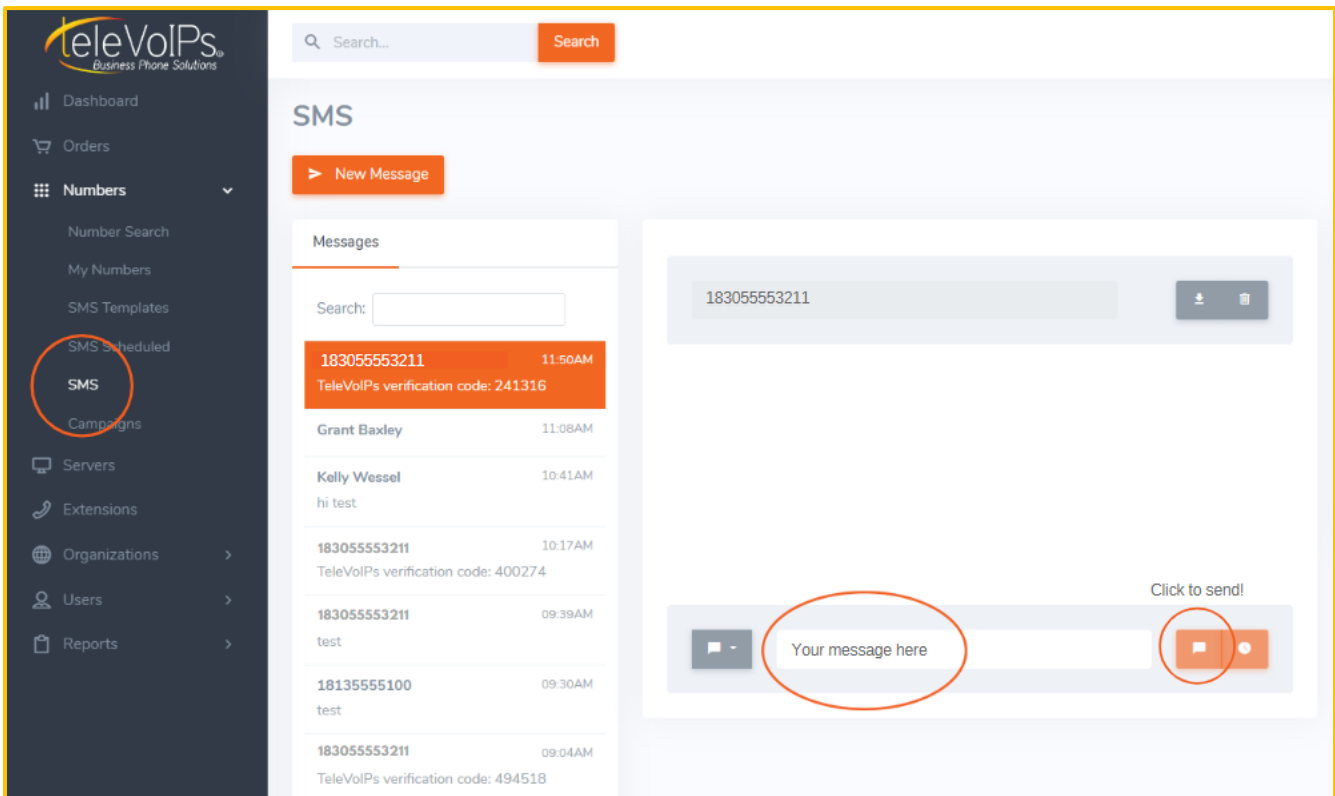 teleVoIPs®
Business Phone Solutions
Dashboard
Orders
Numbers
Number Search
My Numbers
SMS Templates
SMS Scheduled
SMS
Campaigns
Servers
Extensions
Organizations
Users
Reports
Search...
Search
SMS
New Message
Messages
Search:
183055553211 11:50AM
TeleVoIPs verification code: 241316
Grant Baxley 11:08AM
Kelly Wessel 10:41AM
hi test
183055553211 10:17AM
TeleVoIPs verification code: 400274
183055553211 09:39AM
test
18135555100 09:30AM
test
183055553211 09:04AM
TeleVoIPs verification code: 494518
183055553211
Click to send!
Your message here